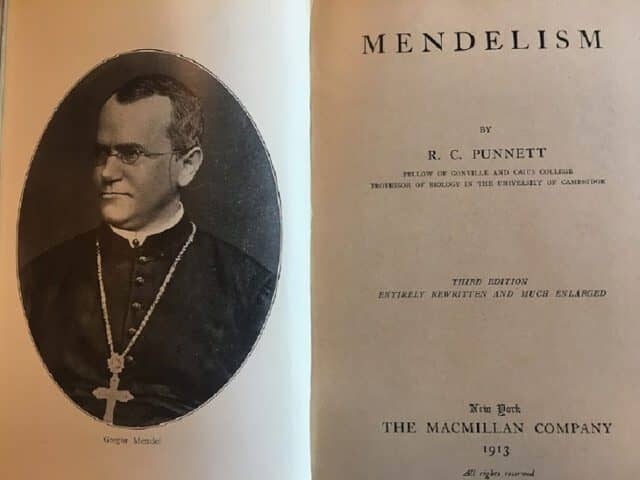 Gregor Mendel
MENDELISM
BY
R. C. PUNNETT
FELLOW OF GONVILLE AND CAIUS COLLEGE
PROFESSOR OF BIOLOGY IN THE UNIVERSITY OF CAMBRIDGE
THIRD EDITION
ENTIRELY REWRITTEN AND MUCH ENLARGED
New York
THE MACMILLAN COMPANY
1913
All rights reserved